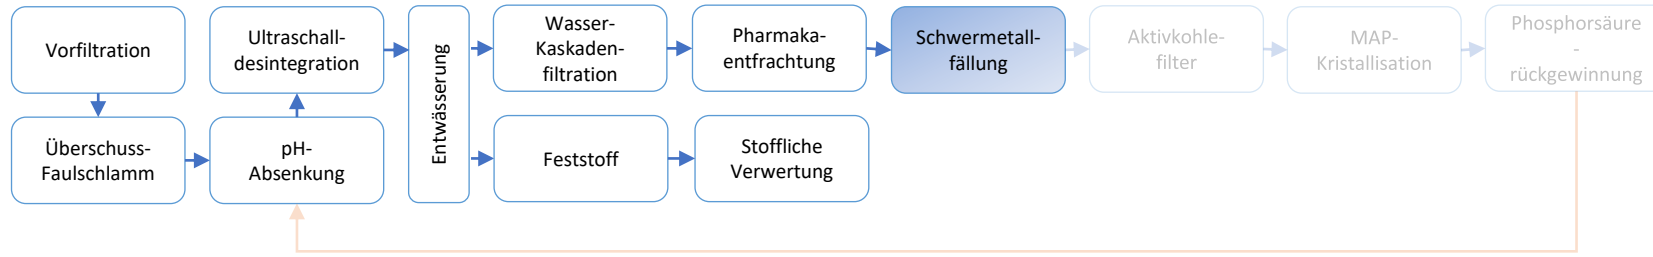 Vorfiltration
Überschuss-
Faulschlamm
pH-
Absenkung
Ultraschall-
desintegration
Entwässerung
Wasser-
Kaskaden-
filtration
Pharmaka-
entfrachtung
Schwermetall-
fällung
Aktivkohle-
filter
MAP-
Kristallisation
Phosphorsäure
-
rückgewinnung
Feststoff
Stoffliche
Verwertung